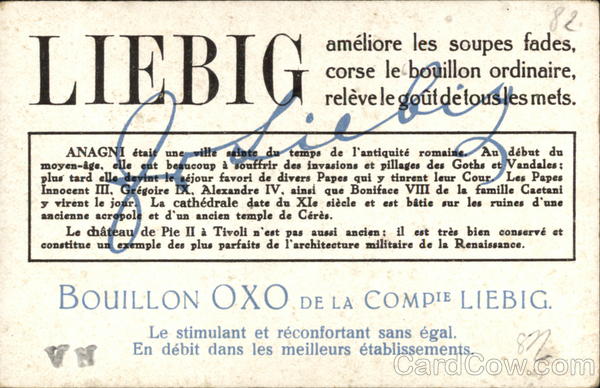 82.
LIEBIG
améliore les soupes fades,
corse le bouillon ordinaire,
relève le goût de tous les mets.
Jo Liebig
ANAGNI était une ville sainte du temps de l'antiquité romaine. Au début du
moyen-âge, elle eut beaucoup à souffrir des invasions et pillages des Goths et Vandales;
plus tard elle devint le séjour favori de divers Papes qui y tinrent leur Cour. Les Papes
Innocent III, Grégoire IX, Alexandre IV, ainsi que Boniface VIII de la famille Caetani
y virent le jour. La cathédrale date du XIe siècle et est bâtie sur les ruines d'une
ancienne acropole et d'un ancien temple de Cérès.
Le château de Pie II à Tivoli n'est pas aussi ancien; il est très bien conservé et
constitue un exemple des plus parfaits de l'architecture militaire de la Renaissance.
BOUILLON OXO DE LA COMPIE LIEBIG.
Le stimulant et réconfortant sans égal.
En débit dans les meilleurs établissements.
VN
CardCow.com